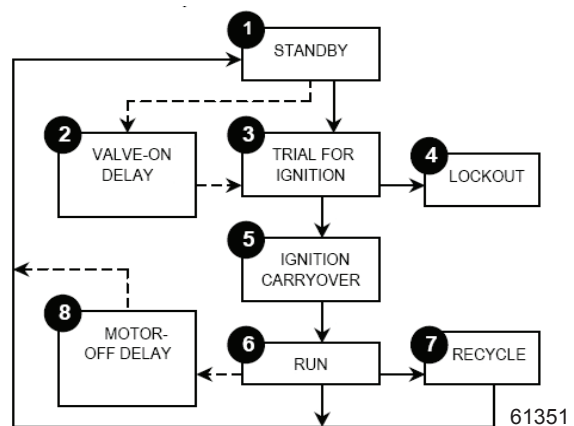 1
STANDBY
2
VALVE-ON
DELAY
3
TRIAL FOR
IGNITION
4
LOCKOUT
5
IGNITION
CARRYOVER
8
MOTOR-
OFF DELAY
6
RUN
7
RECYCLE
61351